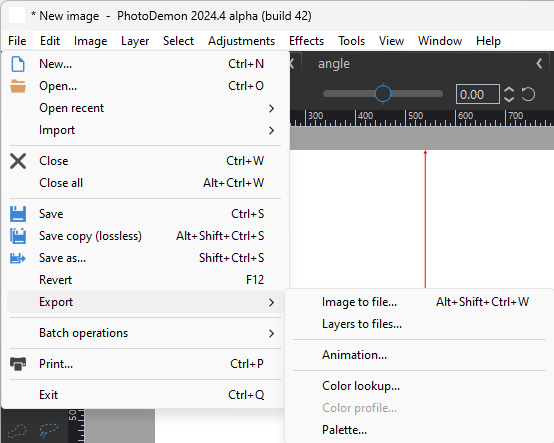 * New image - PhotoDemon 2024.4 alpha (build 42)
File Edit Image Layer Select Adjustments Effects Tools View Window Help
New... Ctrl+N
angle
Open... Ctrl+O
0.00
Open recent
300 400 500 600 700
Import
Close Ctrl+W
Close all Alt+Ctrl+W
Save Ctrl+S
Save copy (lossless) Alt+Shift+Ctrl+S
Save as... Shift+Ctrl+S
Revert F12
Export
Image to file... Alt+Shift+Ctrl+W
Layers to files...
Batch operations
Animation...
Print... Ctrl+P
Color lookup...
Exit Ctrl+Q
Color profile...
Palette...